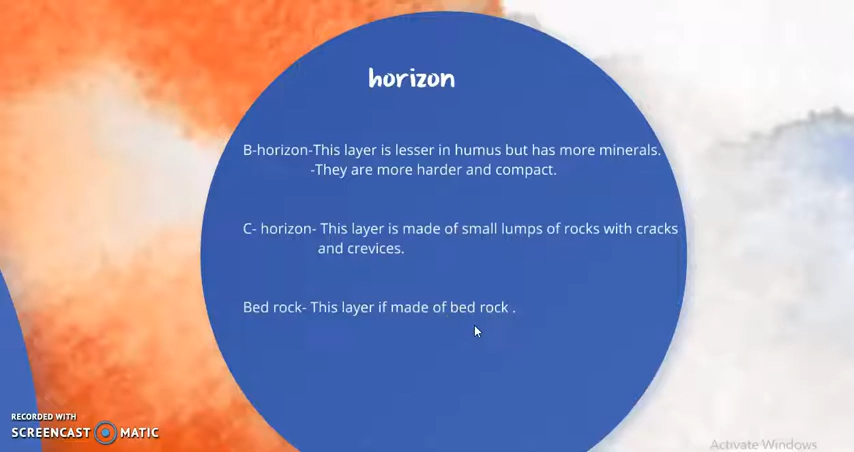 horizon
B-horizon-This layer is lesser in humus but has more minerals.
-They are more harder and compact.
C- horizon- This layer is made of small lumps of rocks with cracks
and crevices.
Bed rock- This layer if made of bed rock .
RECORDED WITH
SCREENCAST MATIC
Activate Windows